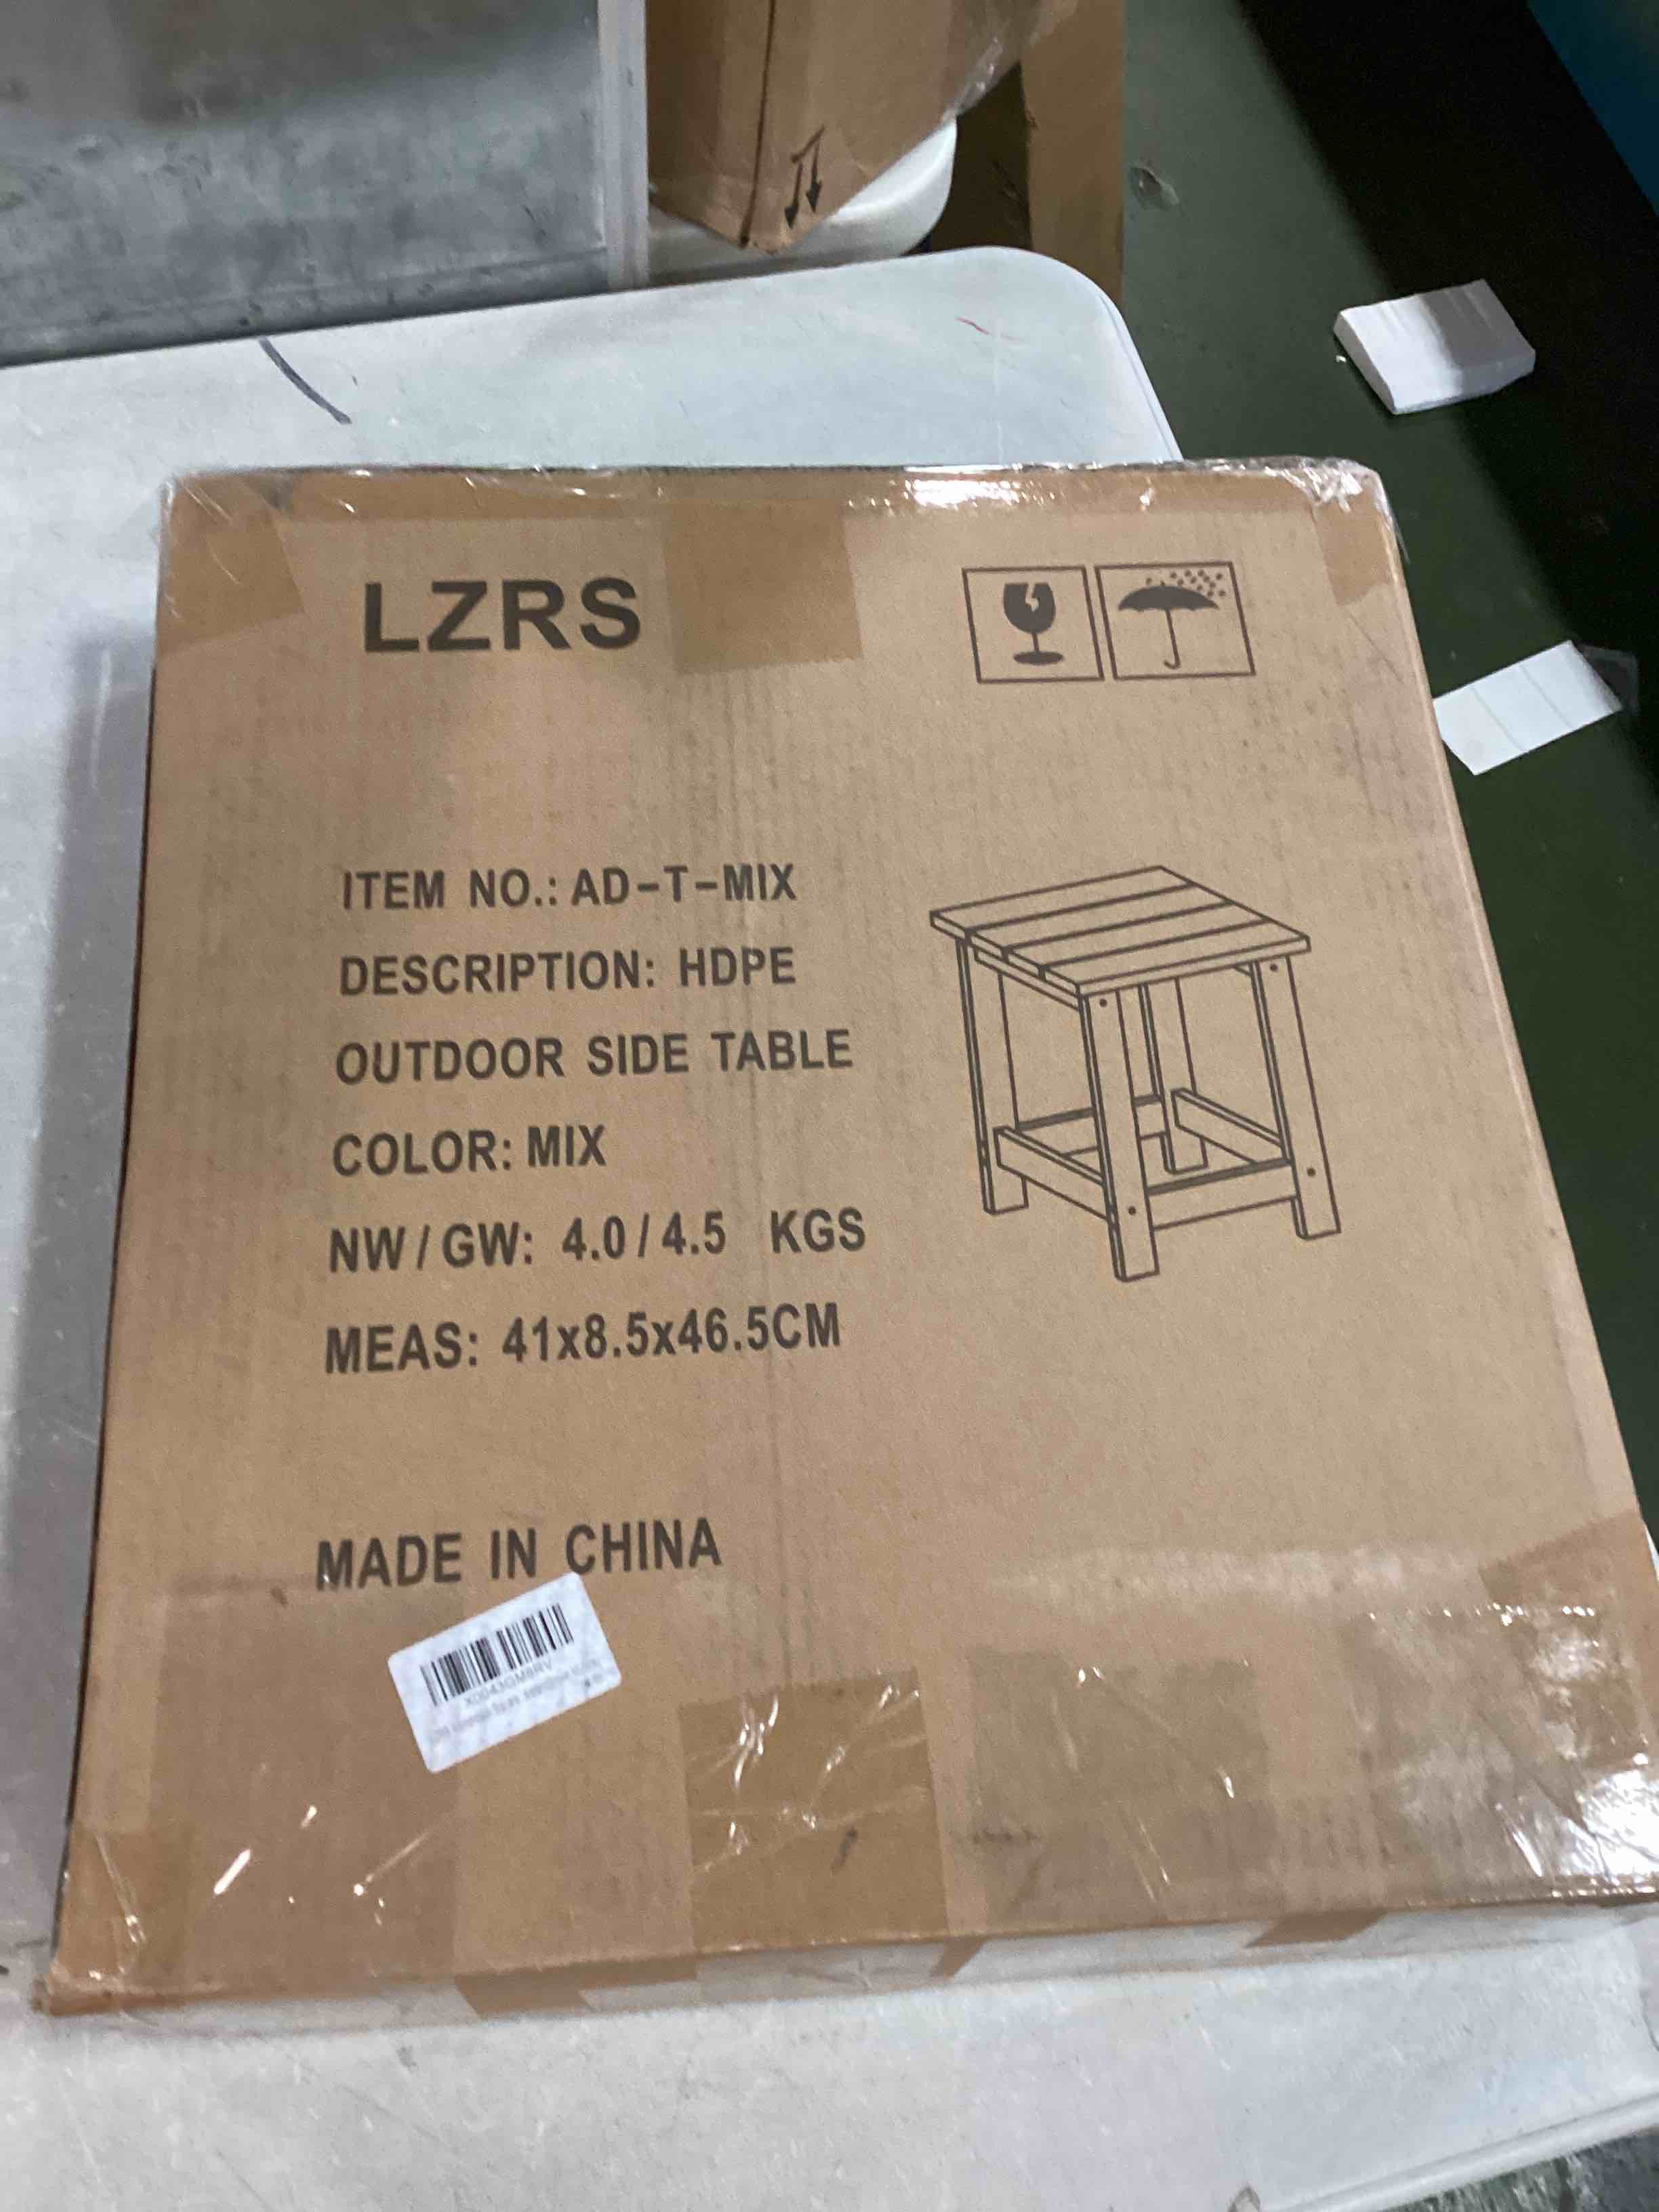 LZRS
ITEM NO.: AD-T-MIX
DESCRIPTION: HDPE
OUTDOOR SIDE TABLE
COLOR: MIX
NW/GW: 4.0/4.5 KGS
MEAS: 41x8.5x46.5CM
MADE IN CHINA